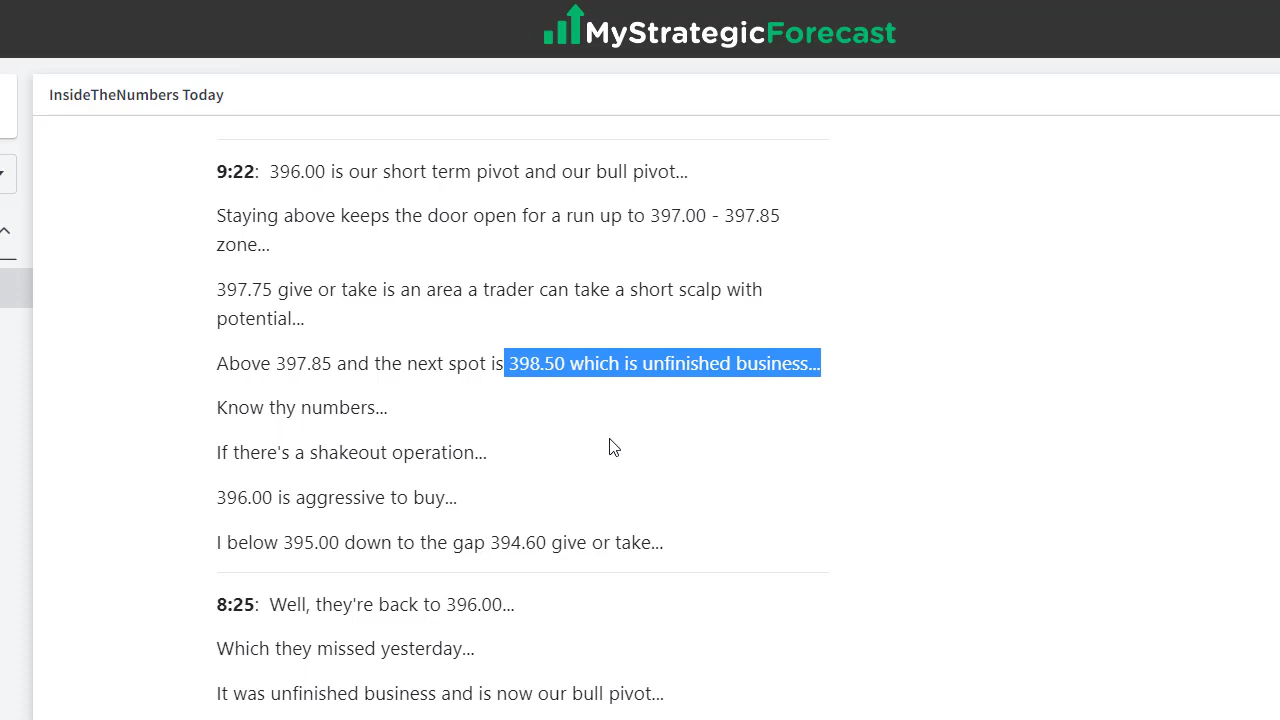 MyStrategicForecast
InsideTheNumbers Today
9:22:  396.00 is our short term pivot and our bull pivot...
Staying above keeps the door open for a run up to 397.00 - 397.85
zone...
397.75 give or take is an area a trader can take a short scalp with
potential...
Above 397.85 and the next spot is 398.50 which is unfinished business...
Know thy numbers...
If there's a shakeout operation...
396.00 is aggressive to buy...
I below 395.00 down to the gap 394.60 give or take...
8:25:  Well, they're back to 396.00...
Which they missed yesterday...
It was unfinished business and is now our bull pivot...